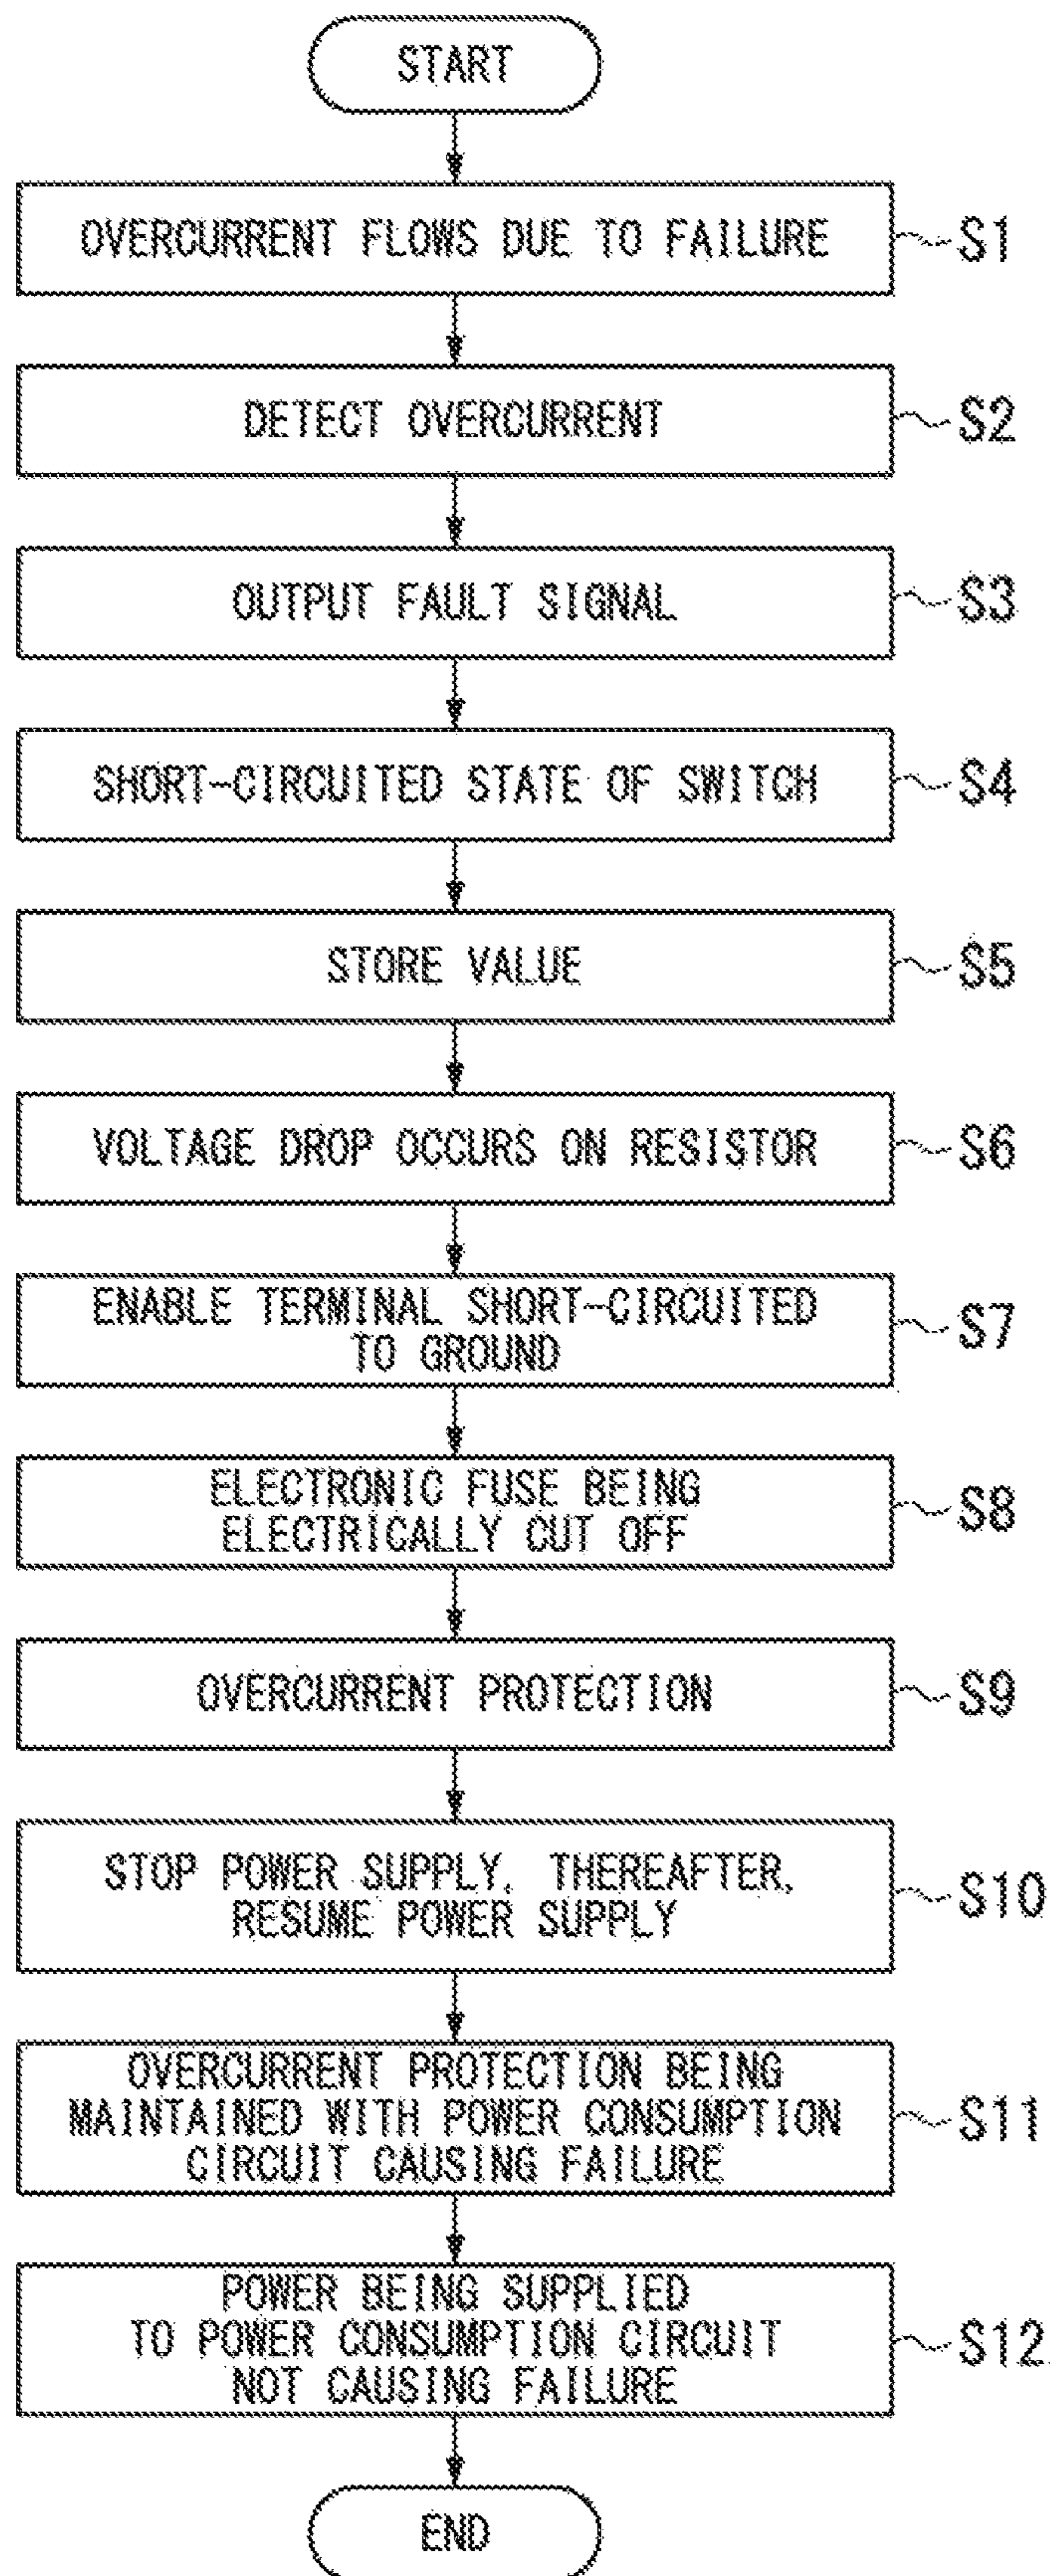 START
OVERCURRENT FLOWS DUE TO FAILURE
S1
DETECT OVERCURRENT
S2
OUTPUT FAULT SIGNAL
S3
SHORT-CIRCUITED STATE OF SWITCH
S4
STORE VALUE
S5
VOLTAGE DROP OCCURS ON RESISTOR
S6
ENABLE TERMINAL SHORT-CIRCUITED
TO GROUND
S7
ELECTRONIC FUSE BEING
ELECTRICALLY CUT OFF
S8
OVERCURRENT PROTECTION
S9
STOP POWER SUPPLY, THEREAFTER,
RESUME POWER SUPPLY
S10
OVERCURRENT PROTECTION BEING
MAINTAINED WITH POWER CONSUMPTION
CIRCUIT CAUSING FAILURE
S11
POWER BEING SUPPLIED
TO POWER CONSUMPTION CIRCUIT
NOT CAUSING FAILURE
S12
END